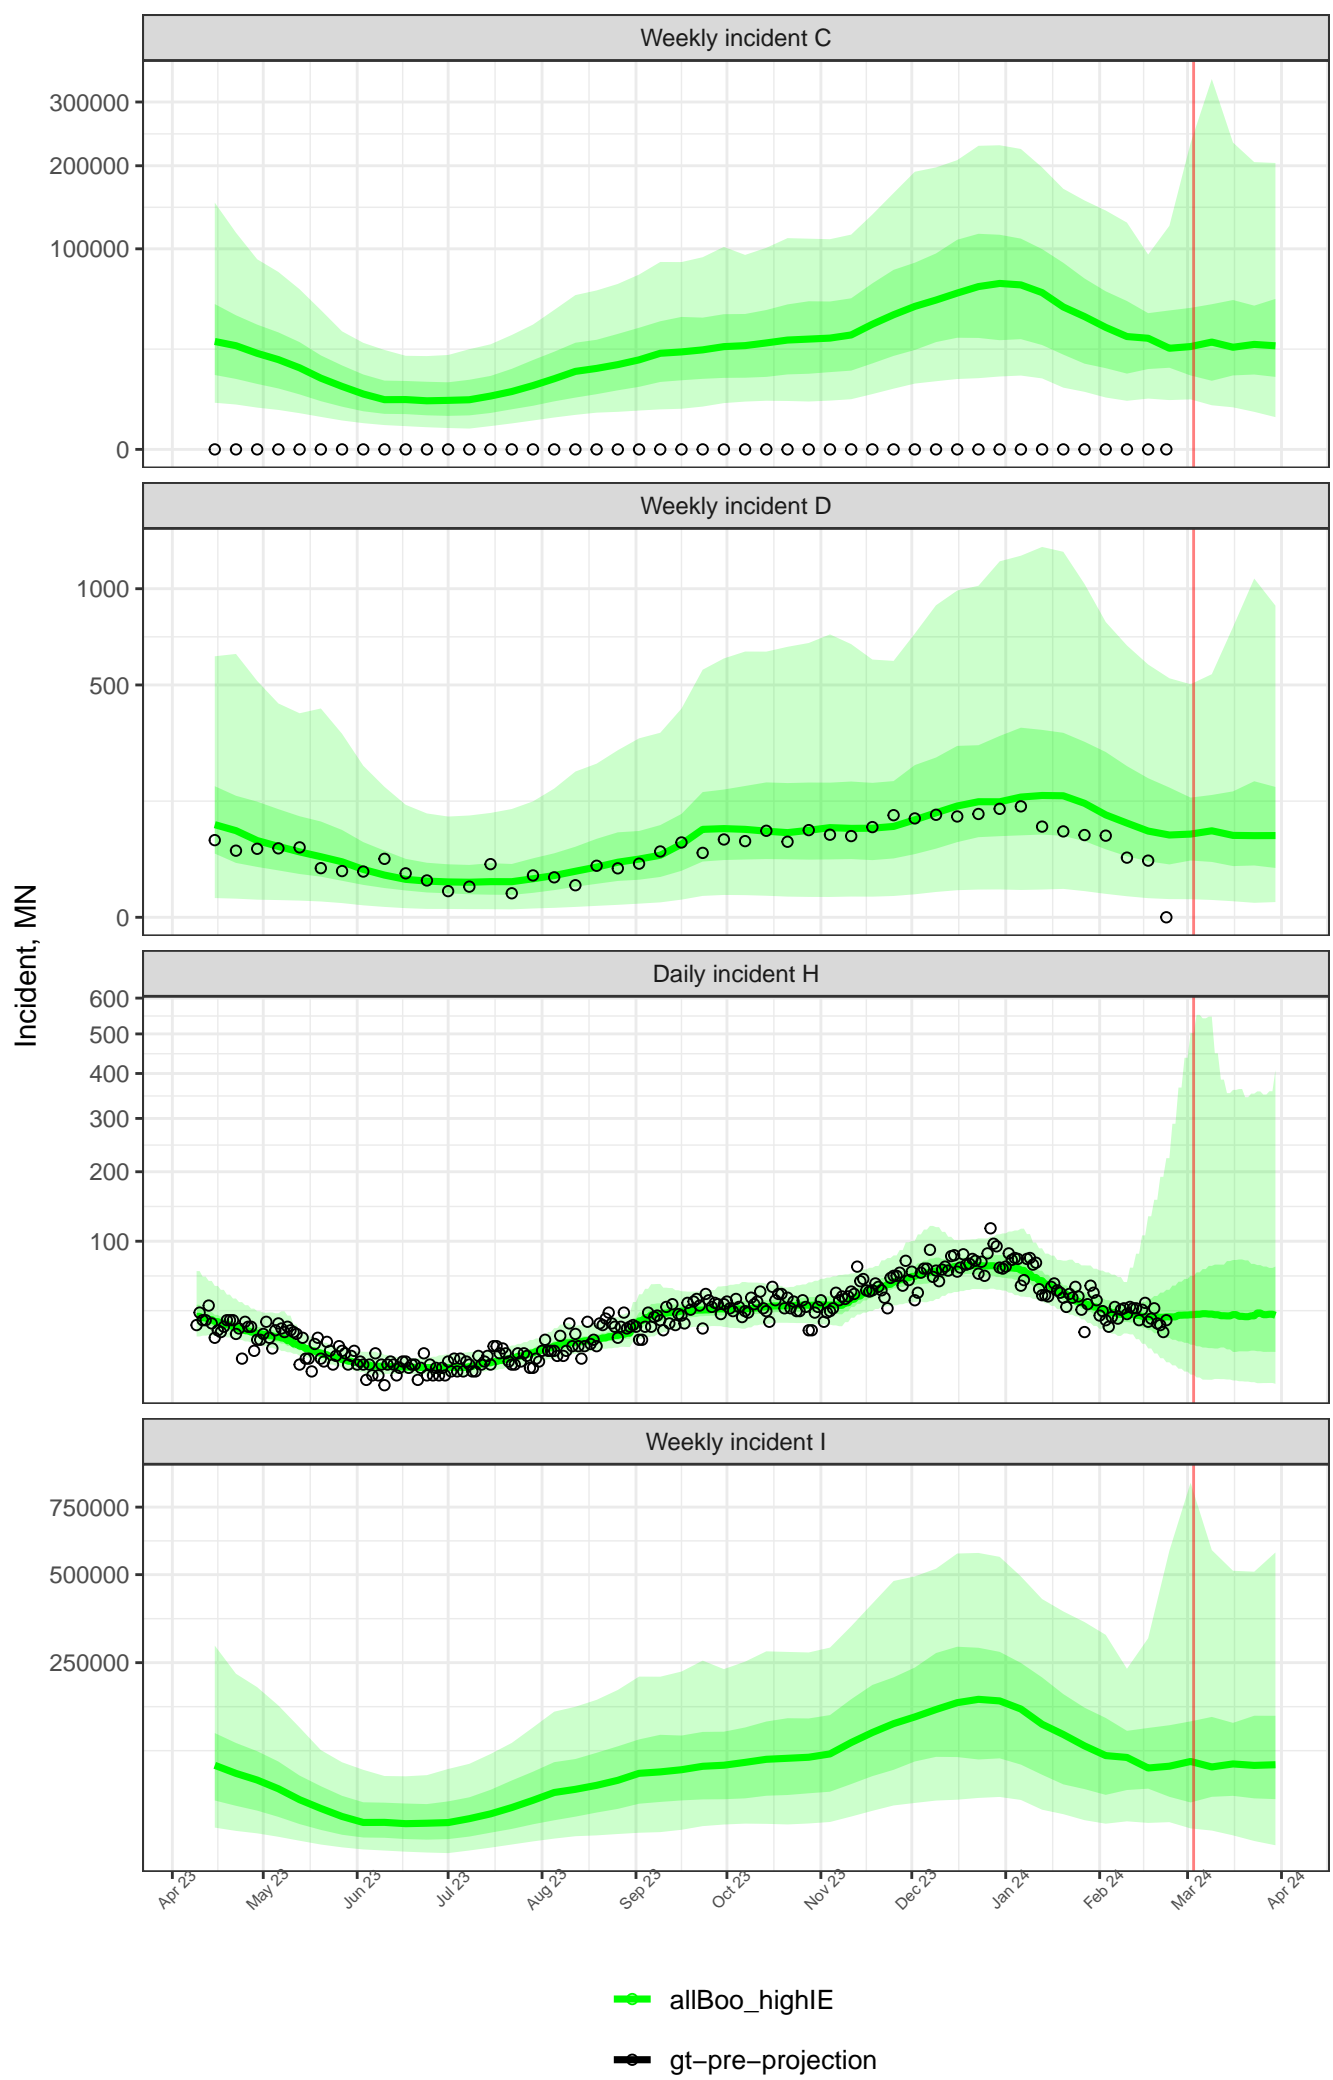 Weekly incident C
300000
200000
100000
0
Weekly incident D
1000
500
0
Incident, MN
Daily incident H
600
500
400
300
200
100
Weekly incident I
750000
500000
250000
Apr 23
May 23
Jun 23
Jul 23
Aug 23
Sep 23
Oct 23
Nov 23
Dec 23
Jan 24
Feb 24
Mar 24
Apr 24
allBoo_highIE
gt−pre−projection